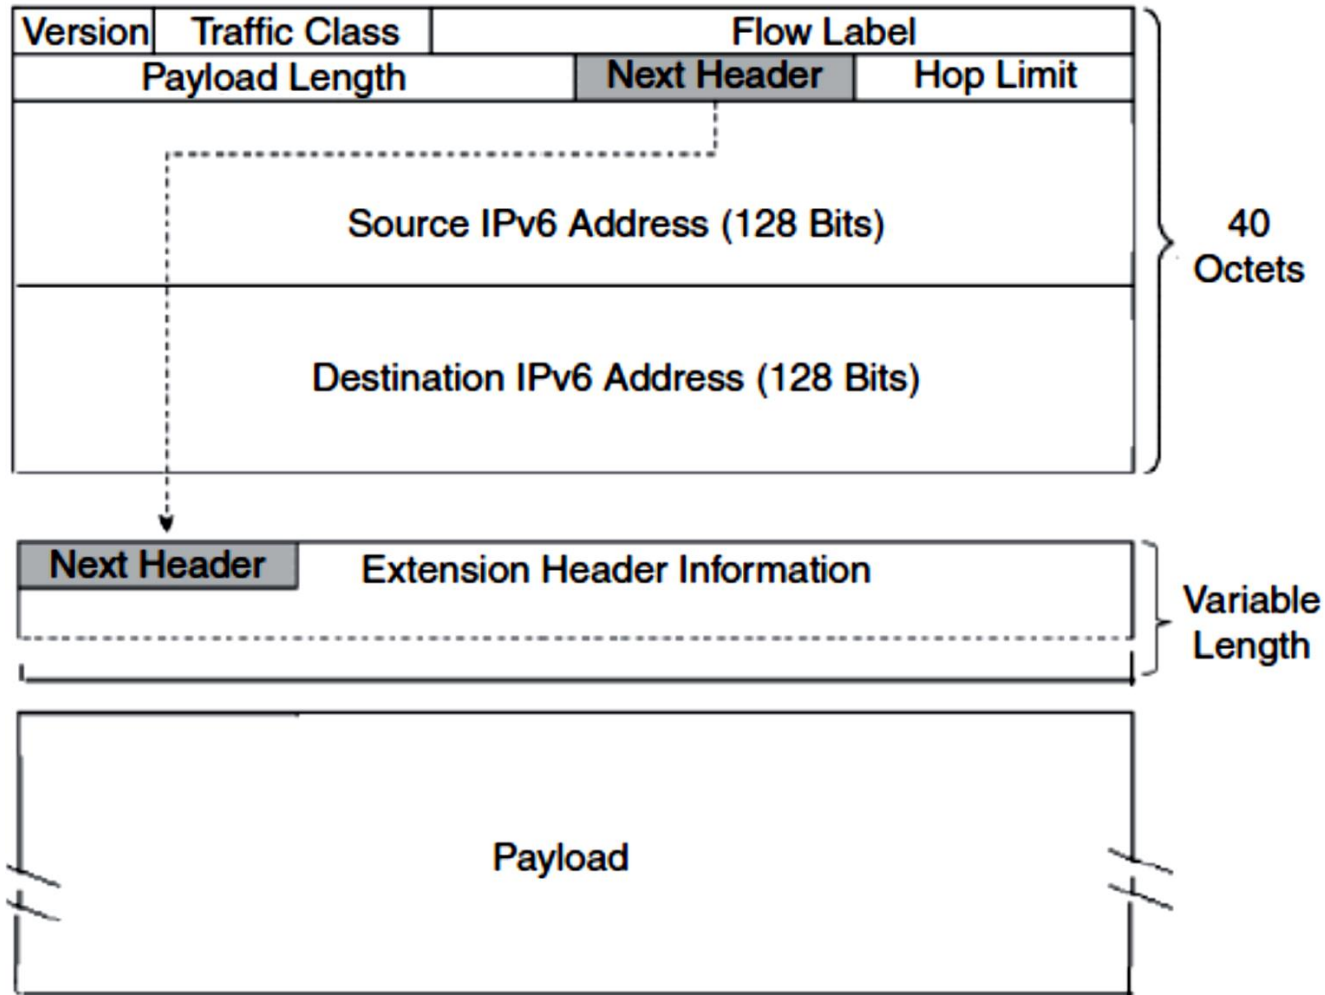 Version Traffic Class Flow Label
Payload Length Next Header Hop Limit
Source IPv6 Address (128 Bits)
40
Octets
Destination IPv6 Address (128 Bits)
Next Header Extension Header Information
Variable
Length
Payload